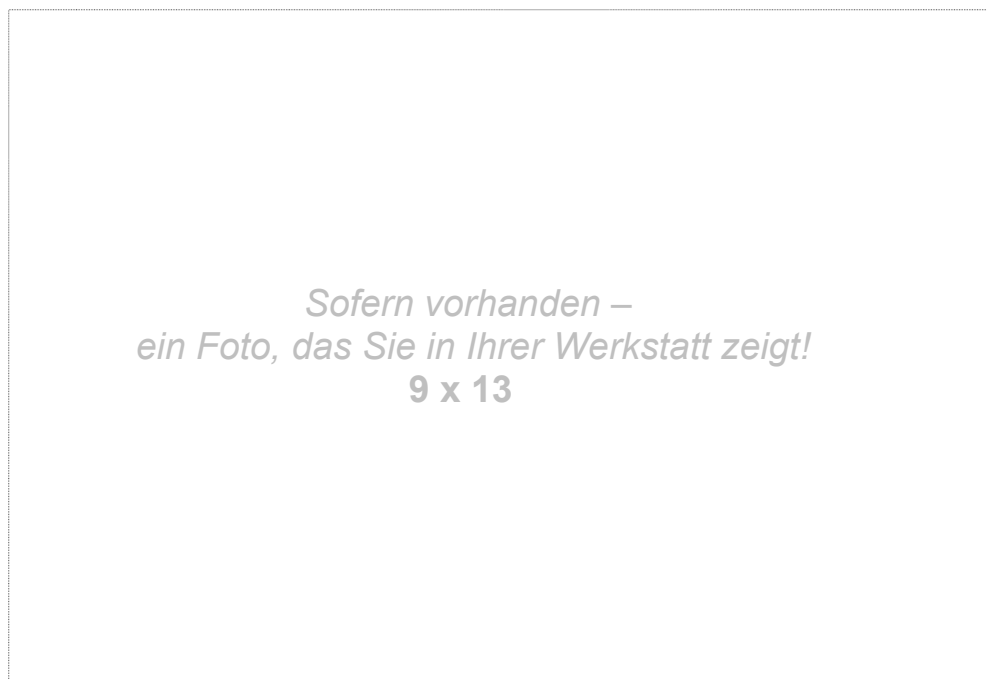 Sofern vorhanden –
ein Foto, das Sie in Ihrer Werkstatt zeigt!
9 x 13